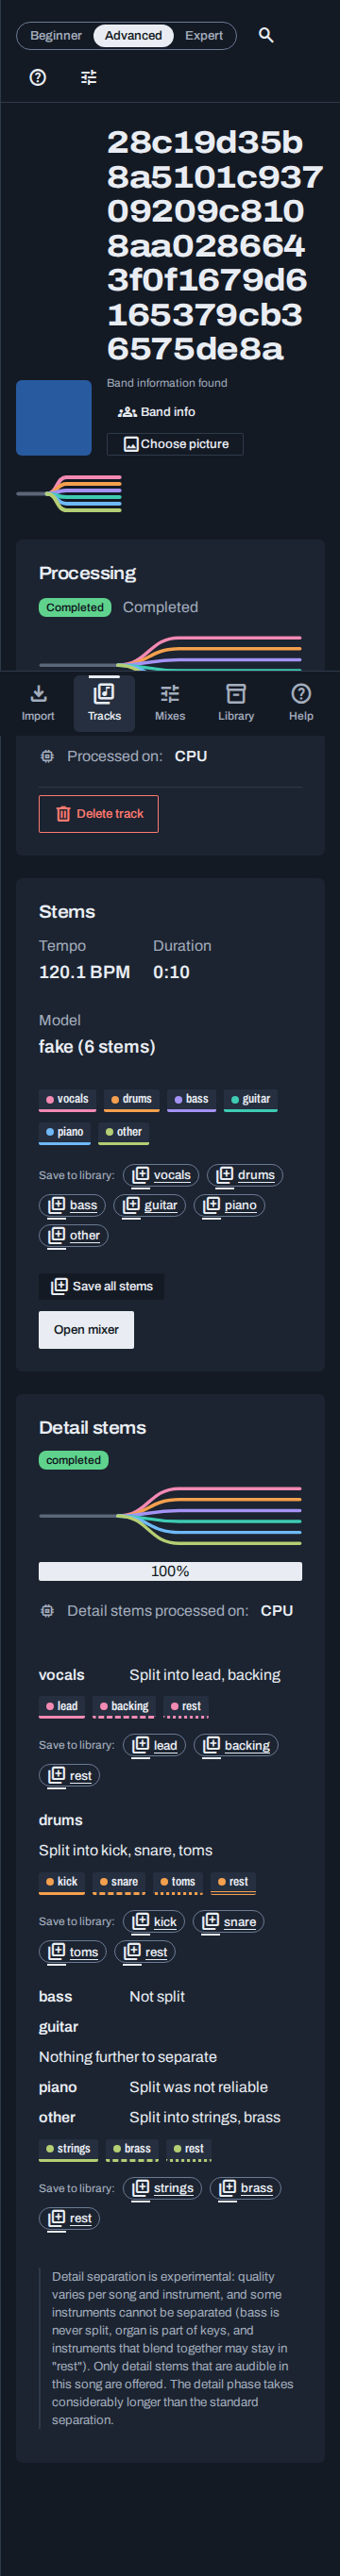 Beginner Advanced Expert
28c19d35b
8a5101c937
09209c810
8aa028664
3f0f1679d6
165379cb3
6575de8a
Band information found
Band info
Choose picture
Processing
Completed Completed
Import Tracks Mixes Library Help
Processed on: CPU
Delete track
Stems
Tempo Duration
120.1 BPM 0:10
Model
fake (6 stems)
vocals drums bass guitar
piano other
Save to library: vocals drums
bass guitar piano
other
Save all stems
Open mixer
Detail stems
completed
100%
Detail stems processed on: CPU
vocals Split into lead, backing
lead backing rest
Save to library: lead backing
rest
drums
Split into kick, snare, toms
kick snare toms rest
Save to library: kick snare
toms rest
bass Not split
guitar
Nothing further to separate
piano Split was not reliable
other Split into strings, brass
strings brass rest
Save to library: strings brass
rest
Detail separation is experimental: quality
varies per song and instrument, and some
instruments cannot be separated (bass is
never split, organ is part of keys, and
instruments that blend together may stay in
"rest"). Only detail stems that are audible in
this song are offered. The detail phase takes
considerably longer than the standard
separation.